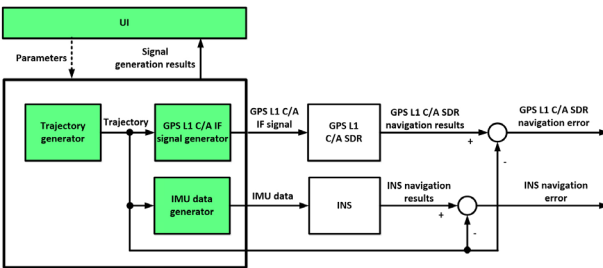 UI
Parameters
Signal
generation results
Trajectory
generator
Trajectory
GPS L1 C/A IF
signal generator
GPS L1 C/A
IF signal
GPS L1
C/A SDR
GPS L1 C/A SDR
navigation results
+
-
GPS L1 C/A SDR
navigation error
IMU data
generator
IMU data
INS
INS navigation
results
+
-
INS navigation
error